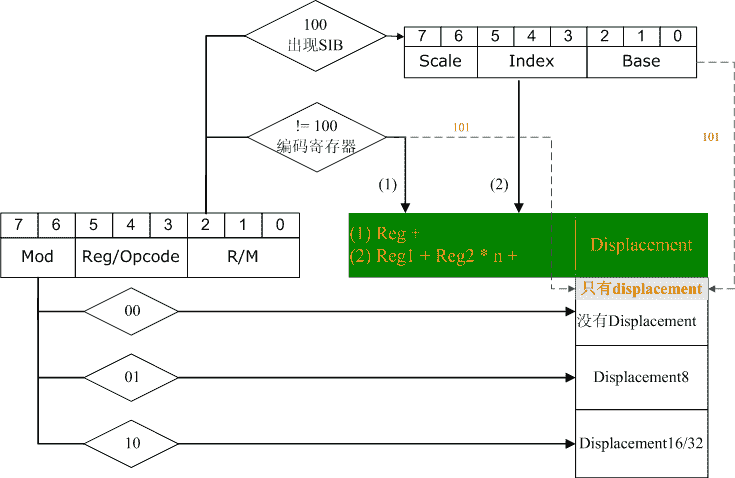 100
出现SIB
7 6 5 4 3 2 1 0
Scale Index Base
!= 100
编码寄存器
101
101
(1)
(2)
7 6 5 4 3 2 1 0
Mod Reg/Opcode R/M
(1) Reg +
(2) Reg1 + Reg2 * n +
Displacement
只有displacement
00
没有Displacement
01
Displacement8
10
Displacement16/32